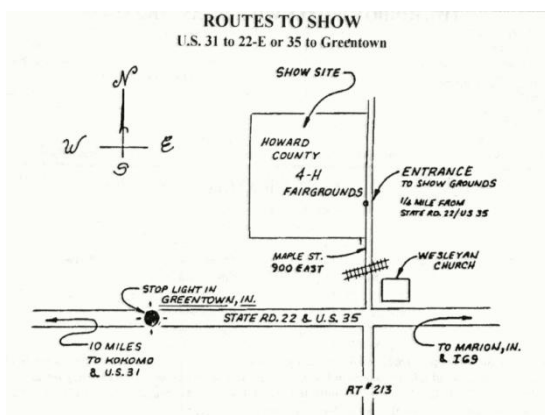 ROUTES TO SHOW
U.S. 31 to 22-E or 35 to Greentown
N
W
E
S
SHOW SITE
HOWARD
COUNTY
4-H
FAIRGROUNDS
ENTRANCE
TO SHOW GROUNDS
1/4 MILE FROM
STATE RD. 22/US 35
MAPLE ST.
900 EAST
WESLEYAN
CHURCH
STOP LIGHT IN
GREENTOWN, IN.
STATE RD. 22 & U.S. 35
10 MILES
TO KOKOMO
& U.S. 31
TO MARION, IN.
& I69
RT # 213